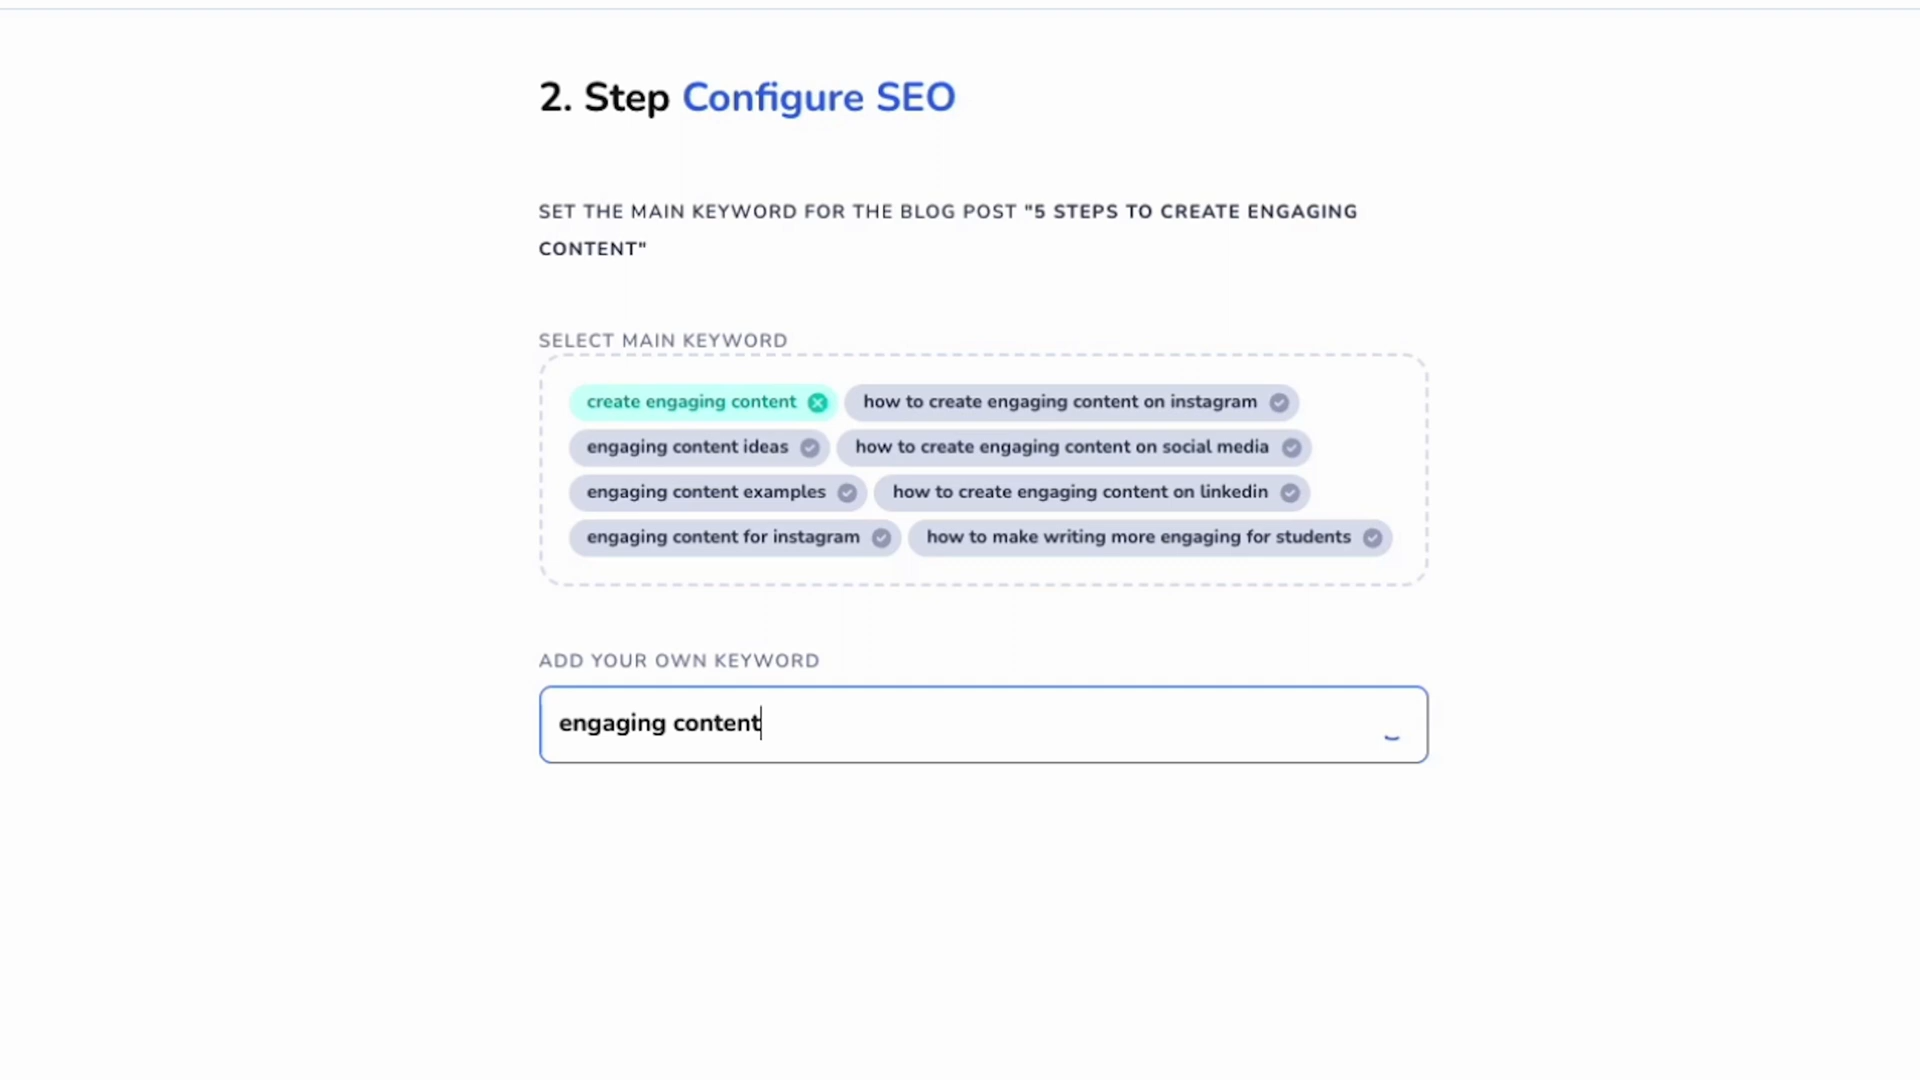 2. Step Configure SEO
SET THE MAIN KEYWORD FOR THE BLOG POST "5 STEPS TO CREATE ENGAGING
CONTENT"
SELECT MAIN KEYWORD
create engaging content how to create engaging content on instagram
engaging content ideas how to create engaging content on social media
engaging content examples how to create engaging content on linkedin
engaging content for instagram how to make writing more engaging for students
ADD YOUR OWN KEYWORD
engaging content